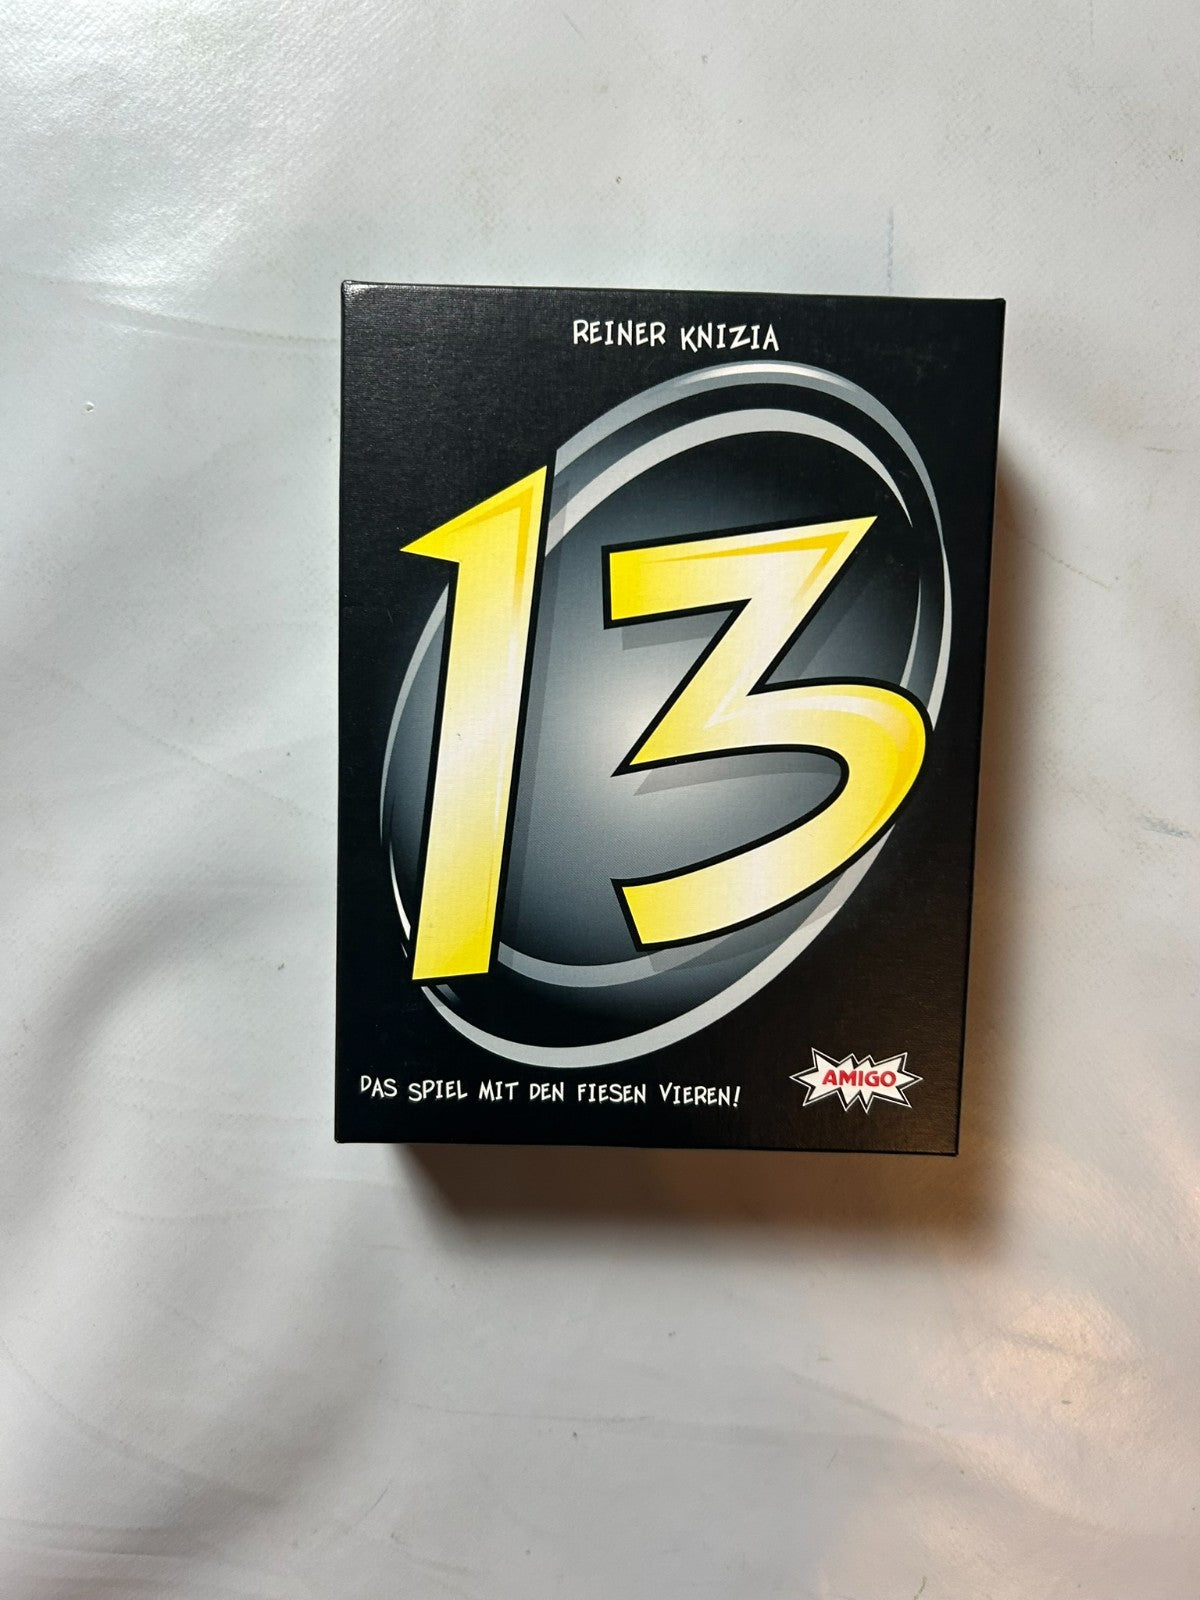 REINER KNIZIA
13
DAS SPIEL MIT DEN FIESEN VIEREN!
AMIGO